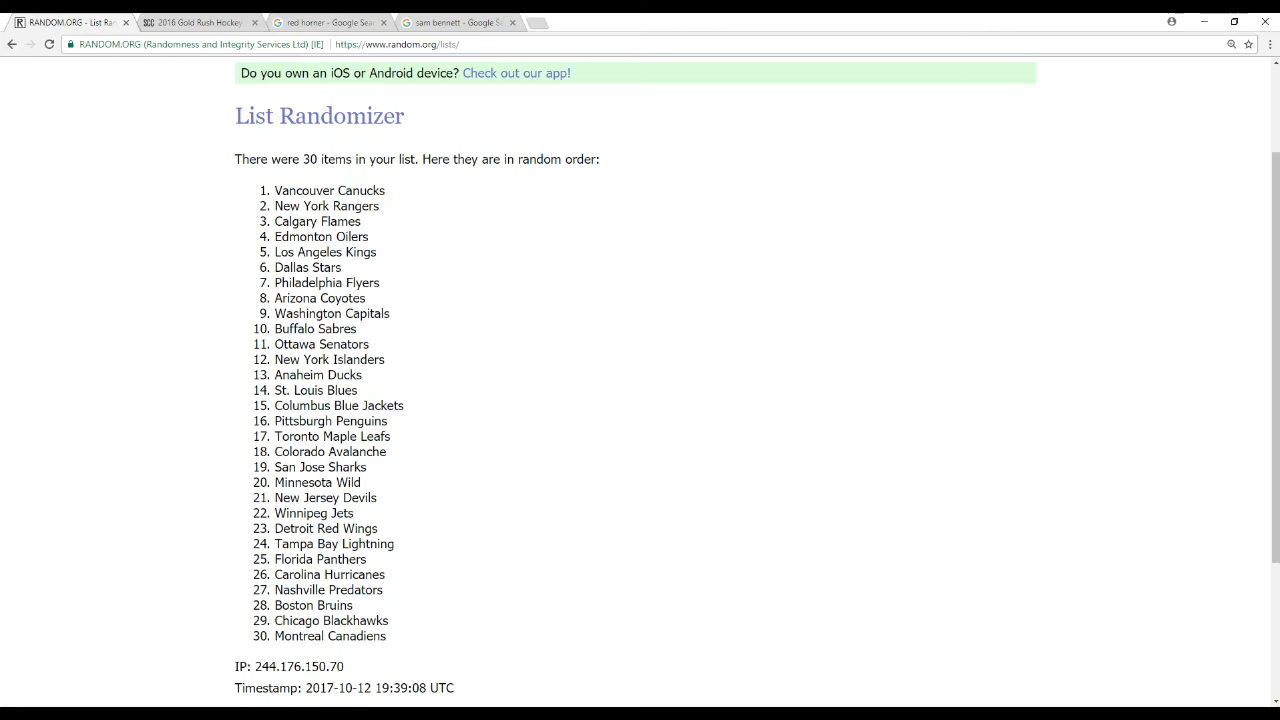 RANDOM.ORG - List Ra
2016 Gold Rush Hockey
red horner - Google Sea
sam bennett - Google Se
RANDOM.ORG (Randomness and Integrity Services Ltd) [IE]
https://www.random.org/lists/
Do you own an iOS or Android device? Check out our app!
List Randomizer
There were 30 items in your list. Here they are in random order:
1. Vancouver Canucks
2. New York Rangers
3. Calgary Flames
4. Edmonton Oilers
5. Los Angeles Kings
6. Dallas Stars
7. Philadelphia Flyers
8. Arizona Coyotes
9. Washington Capitals
10. Buffalo Sabres
11. Ottawa Senators
12. New York Islanders
13. Anaheim Ducks
14. St. Louis Blues
15. Columbus Blue Jackets
16. Pittsburgh Penguins
17. Toronto Maple Leafs
18. Colorado Avalanche
19. San Jose Sharks
20. Minnesota Wild
21. New Jersey Devils
22. Winnipeg Jets
23. Detroit Red Wings
24. Tampa Bay Lightning
25. Florida Panthers
26. Carolina Hurricanes
27. Nashville Predators
28. Boston Bruins
29. Chicago Blackhawks
30. Montreal Canadiens
IP: 244.176.150.70
Timestamp: 2017-10-12 19:39:08 UTC